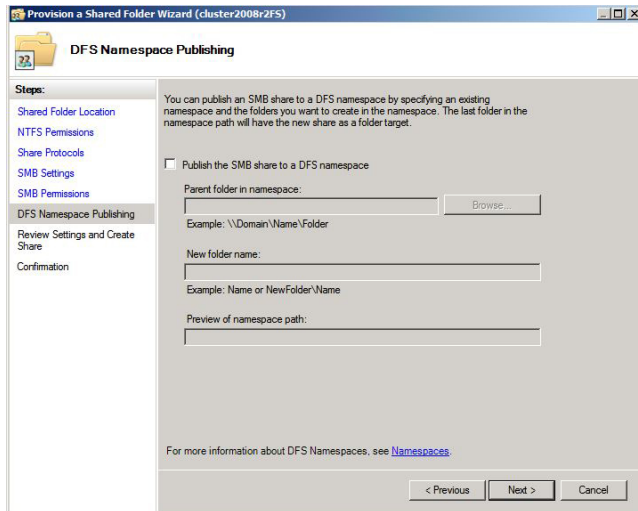 Provision a Shared Folder Wizard (cluster2008r2FS)
DFS Namespace Publishing
Steps:
Shared Folder Location
NTFS Permissions
Share Protocols
SMB Settings
SMB Permissions
DFS Namespace Publishing
Review Settings and Create
Share
Confirmation
You can publish an SMB share to a DFS namespace by specifying an existing
namespace and the folders you want to create in the namespace. The last folder in the
namespace path will have the new share as a folder target.
Publish the SMB share to a DFS namespace
Parent folder in namespace:
Browse...
Example: \\Domain\Name\Folder
New folder name:
Example: Name or NewFolder\Name
Preview of namespace path:
For more information about DFS Namespaces, see Namespaces.
< Previous
Next >
Cancel